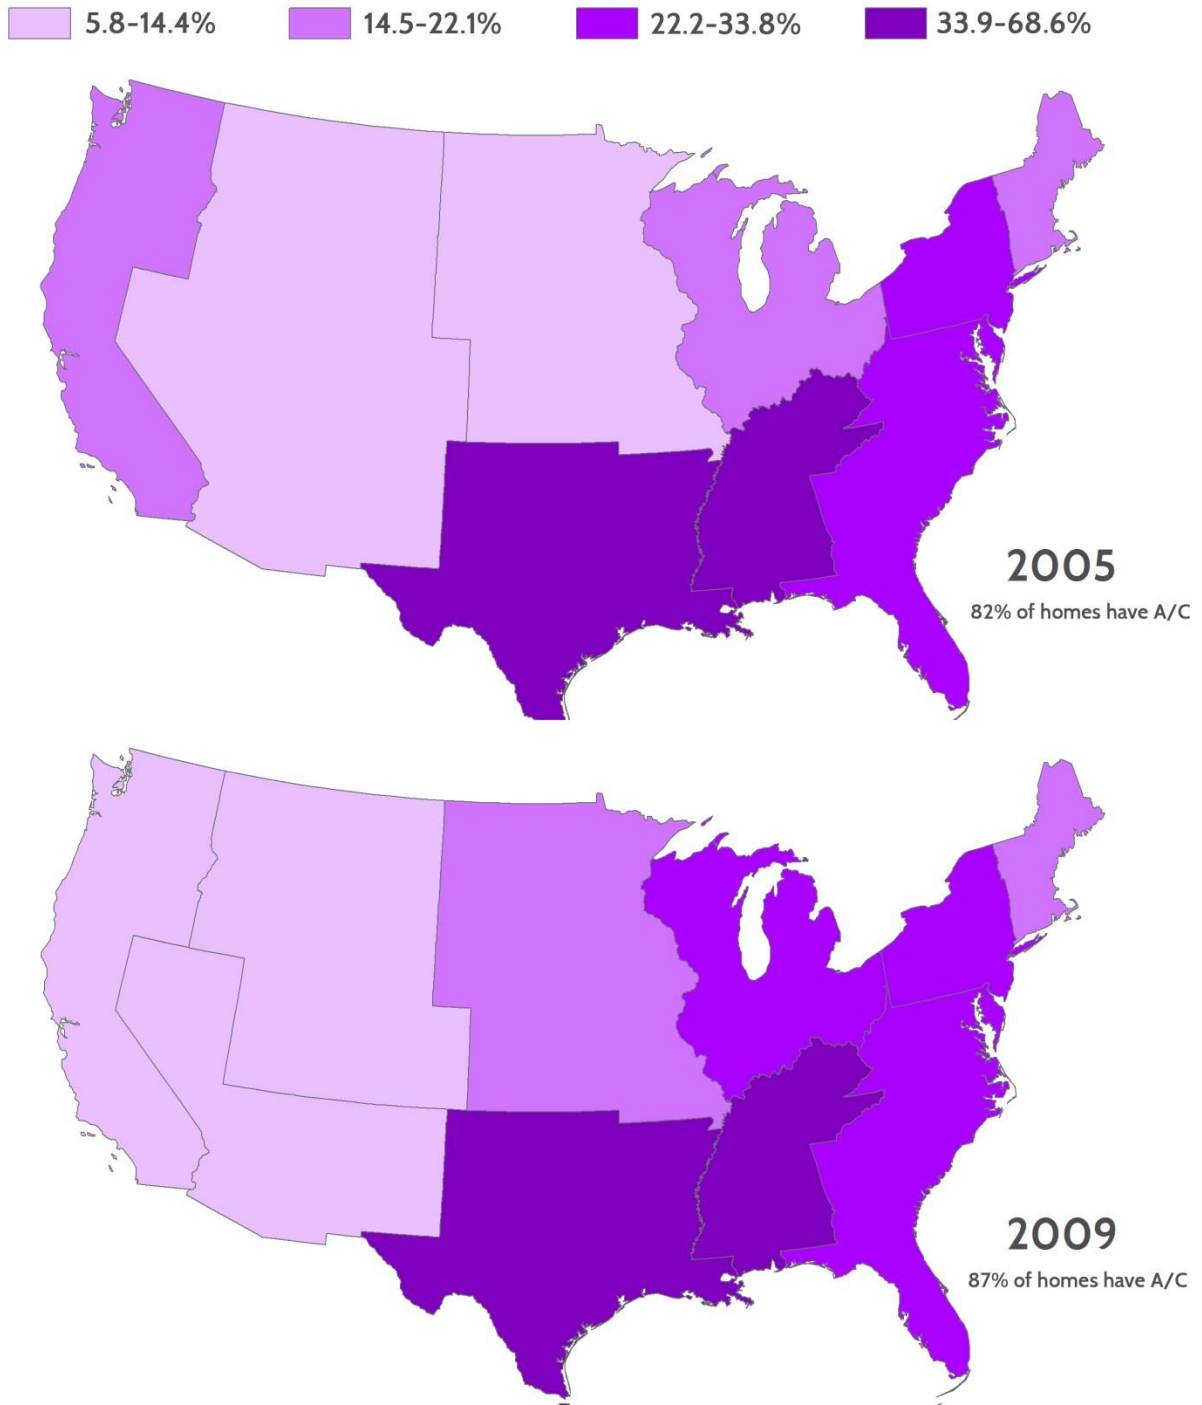 5.8-14.4% 14.5-22.1% 22.2-33.8% 33.9-68.6%
2005
82% of homes have A/C
2009
87% of homes have A/C